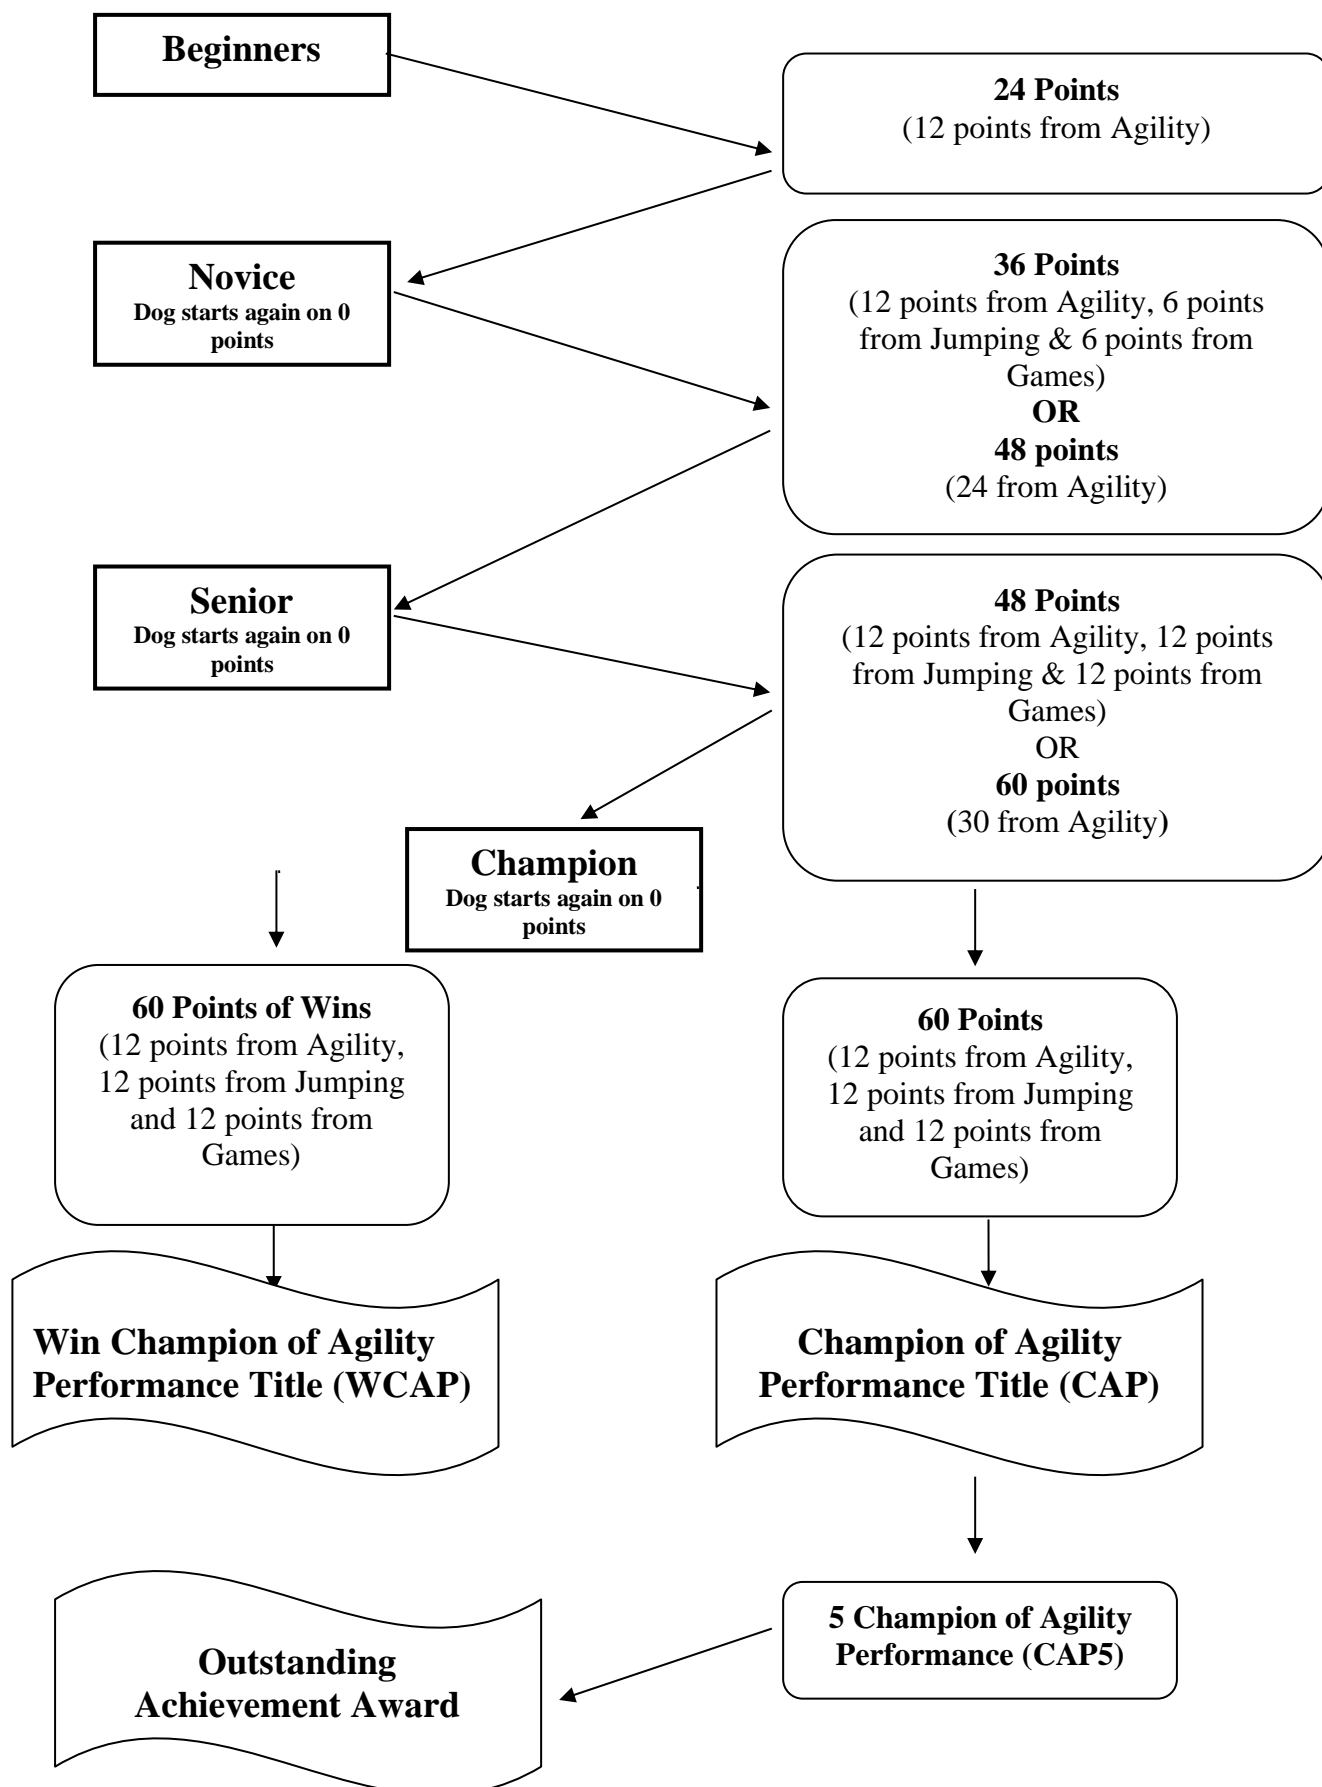 Beginners
24 Points
(12 points from Agility)
Novice
Dog starts again on 0
points
36 Points
(12 points from Agility, 6 points
from Jumping & 6 points from
Games)
OR
48 points
(24 from Agility)
Senior
Dog starts again on 0
points
48 Points
(12 points from Agility, 12 points
from Jumping & 12 points from
Games)
OR
60 points
(30 from Agility)
Champion
Dog starts again on 0
points
60 Points of Wins
(12 points from Agility,
12 points from Jumping
and 12 points from
Games)
60 Points
(12 points from Agility,
12 points from Jumping
and 12 points from
Games)
Win Champion of Agility
Performance Title (WCAP)
Champion of Agility
Performance Title (CAP)
5 Champion of Agility
Performance (CAP5)
Outstanding
Achievement Award